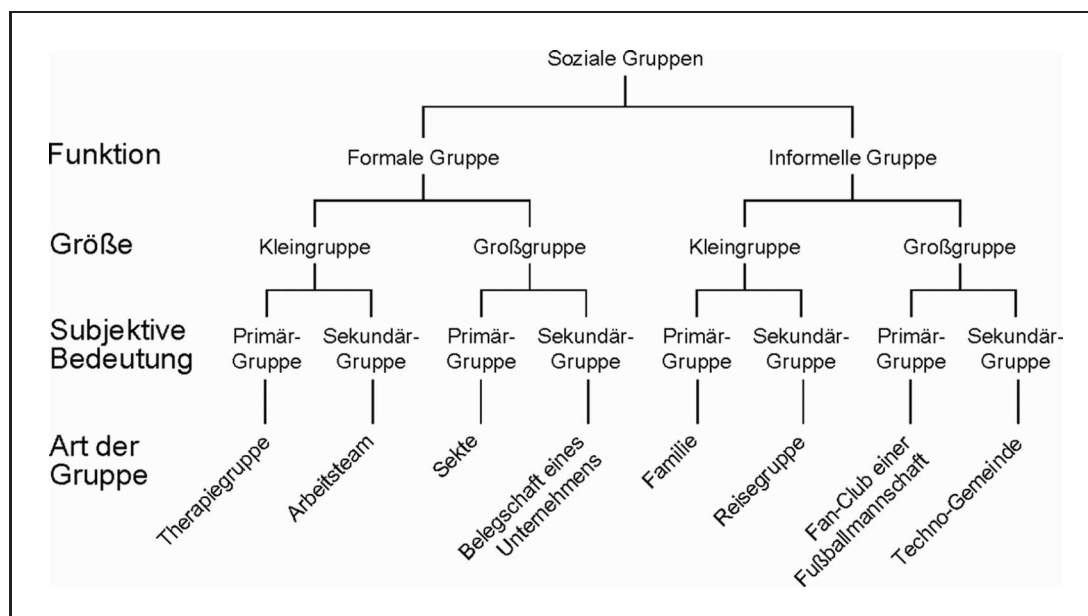 Soziale Gruppen
Funktion
Formale Gruppe
Informelle Gruppe
Größe
Kleingruppe
Großgruppe
Kleingruppe
Großgruppe
Subjektive
Bedeutung
Primär-
Gruppe
Sekundär-
Gruppe
Primär-
Gruppe
Sekundär-
Gruppe
Primär-
Gruppe
Sekundär-
Gruppe
Primär-
Gruppe
Sekundär-
Gruppe
Art der
Gruppe
Therapiegruppe
Arbeitsteam
Sekte
Belegschaft eines
Unternehmens
Familie
Reisegruppe
Fan-Club einer
Fußballmannschaft
Techno-Gemeinde